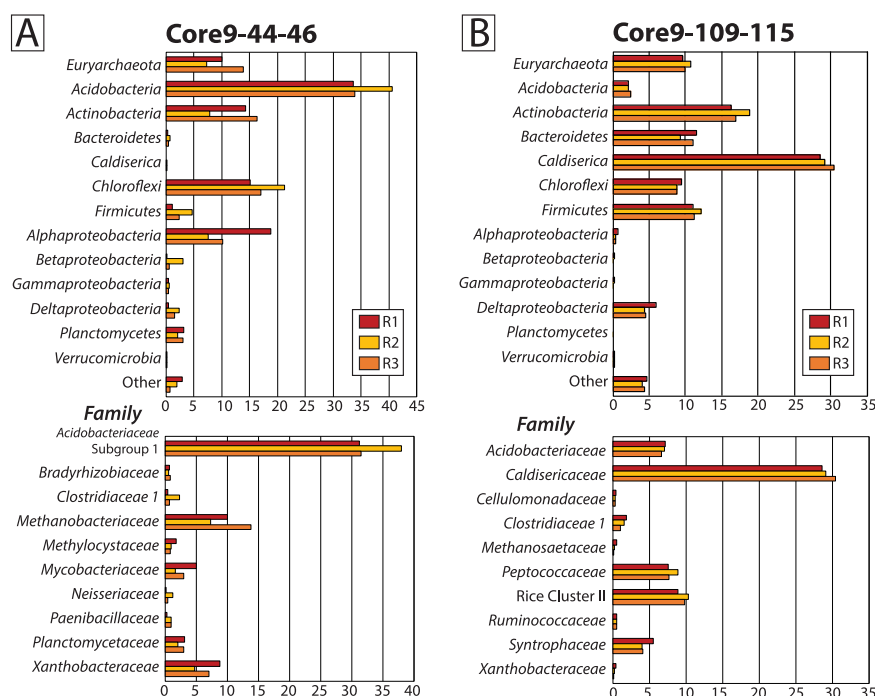 A
Core9-44-46
Euryarchaeota
Acidobacteria
Actinobacteria
Bacteroidetes
Caldiserica
Chloroflexi
Firmicutes
Alphaproteobacteria
Betaproteobacteria
Gammaproteobacteria
Deltaproteobacteria
Planctomycetes
Verrucomicrobia
Other
R1
R2
R3
0 5 10 15 20 25 30 35 40 45
Family
Acidobacteriaceae
Subgroup 1
Bradyrhizobiaceae
Clostridiaceae 1
Methanobacteriaceae
Methylocystaceae
Mycobacteriaceae
Neisseriaceae
Paenibacillaceae
Planctomycetaceae
Xanthobacteraceae
0 5 10 15 20 25 30 35 40
B
Core9-109-115
Euryarchaeota
Acidobacteria
Actinobacteria
Bacteroidetes
Caldiserica
Chloroflexi
Firmicutes
Alphaproteobacteria
Betaproteobacteria
Gammaproteobacteria
Deltaproteobacteria
Planctomycetes
Verrucomicrobia
Other
R1
R2
R3
0 5 10 15 20 25 30 35
Family
Acidobacteriaceae
Caldisericaceae
Cellulomonadaceae
Clostridiaceae 1
Methanosaetaceae
Peptococcaceae
Rice Cluster II
Ruminococcaceae
Syntrophaceae
Xanthobacteraceae
0 5 10 15 20 25 30 35